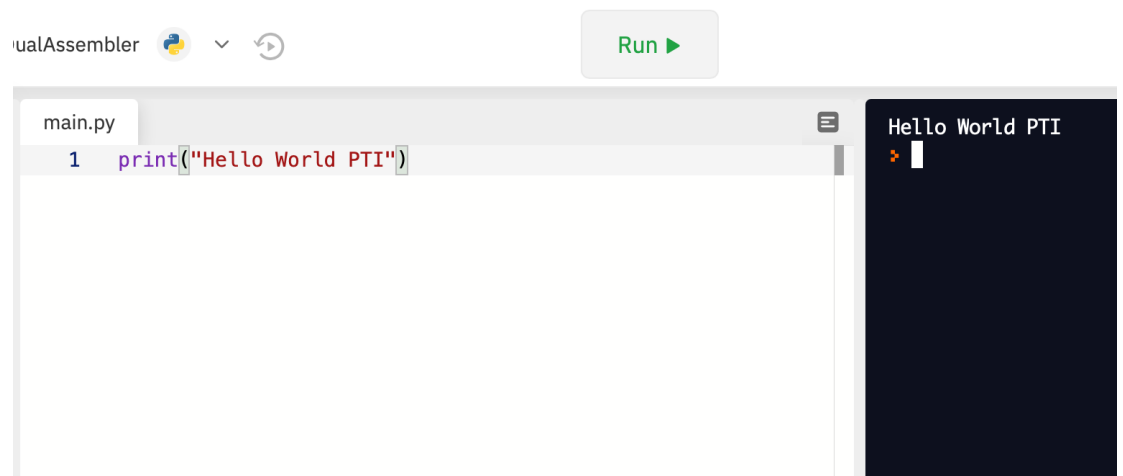 ualAssembler
Run
main.py
1 print("Hello World PTI")
Hello World PTI
>